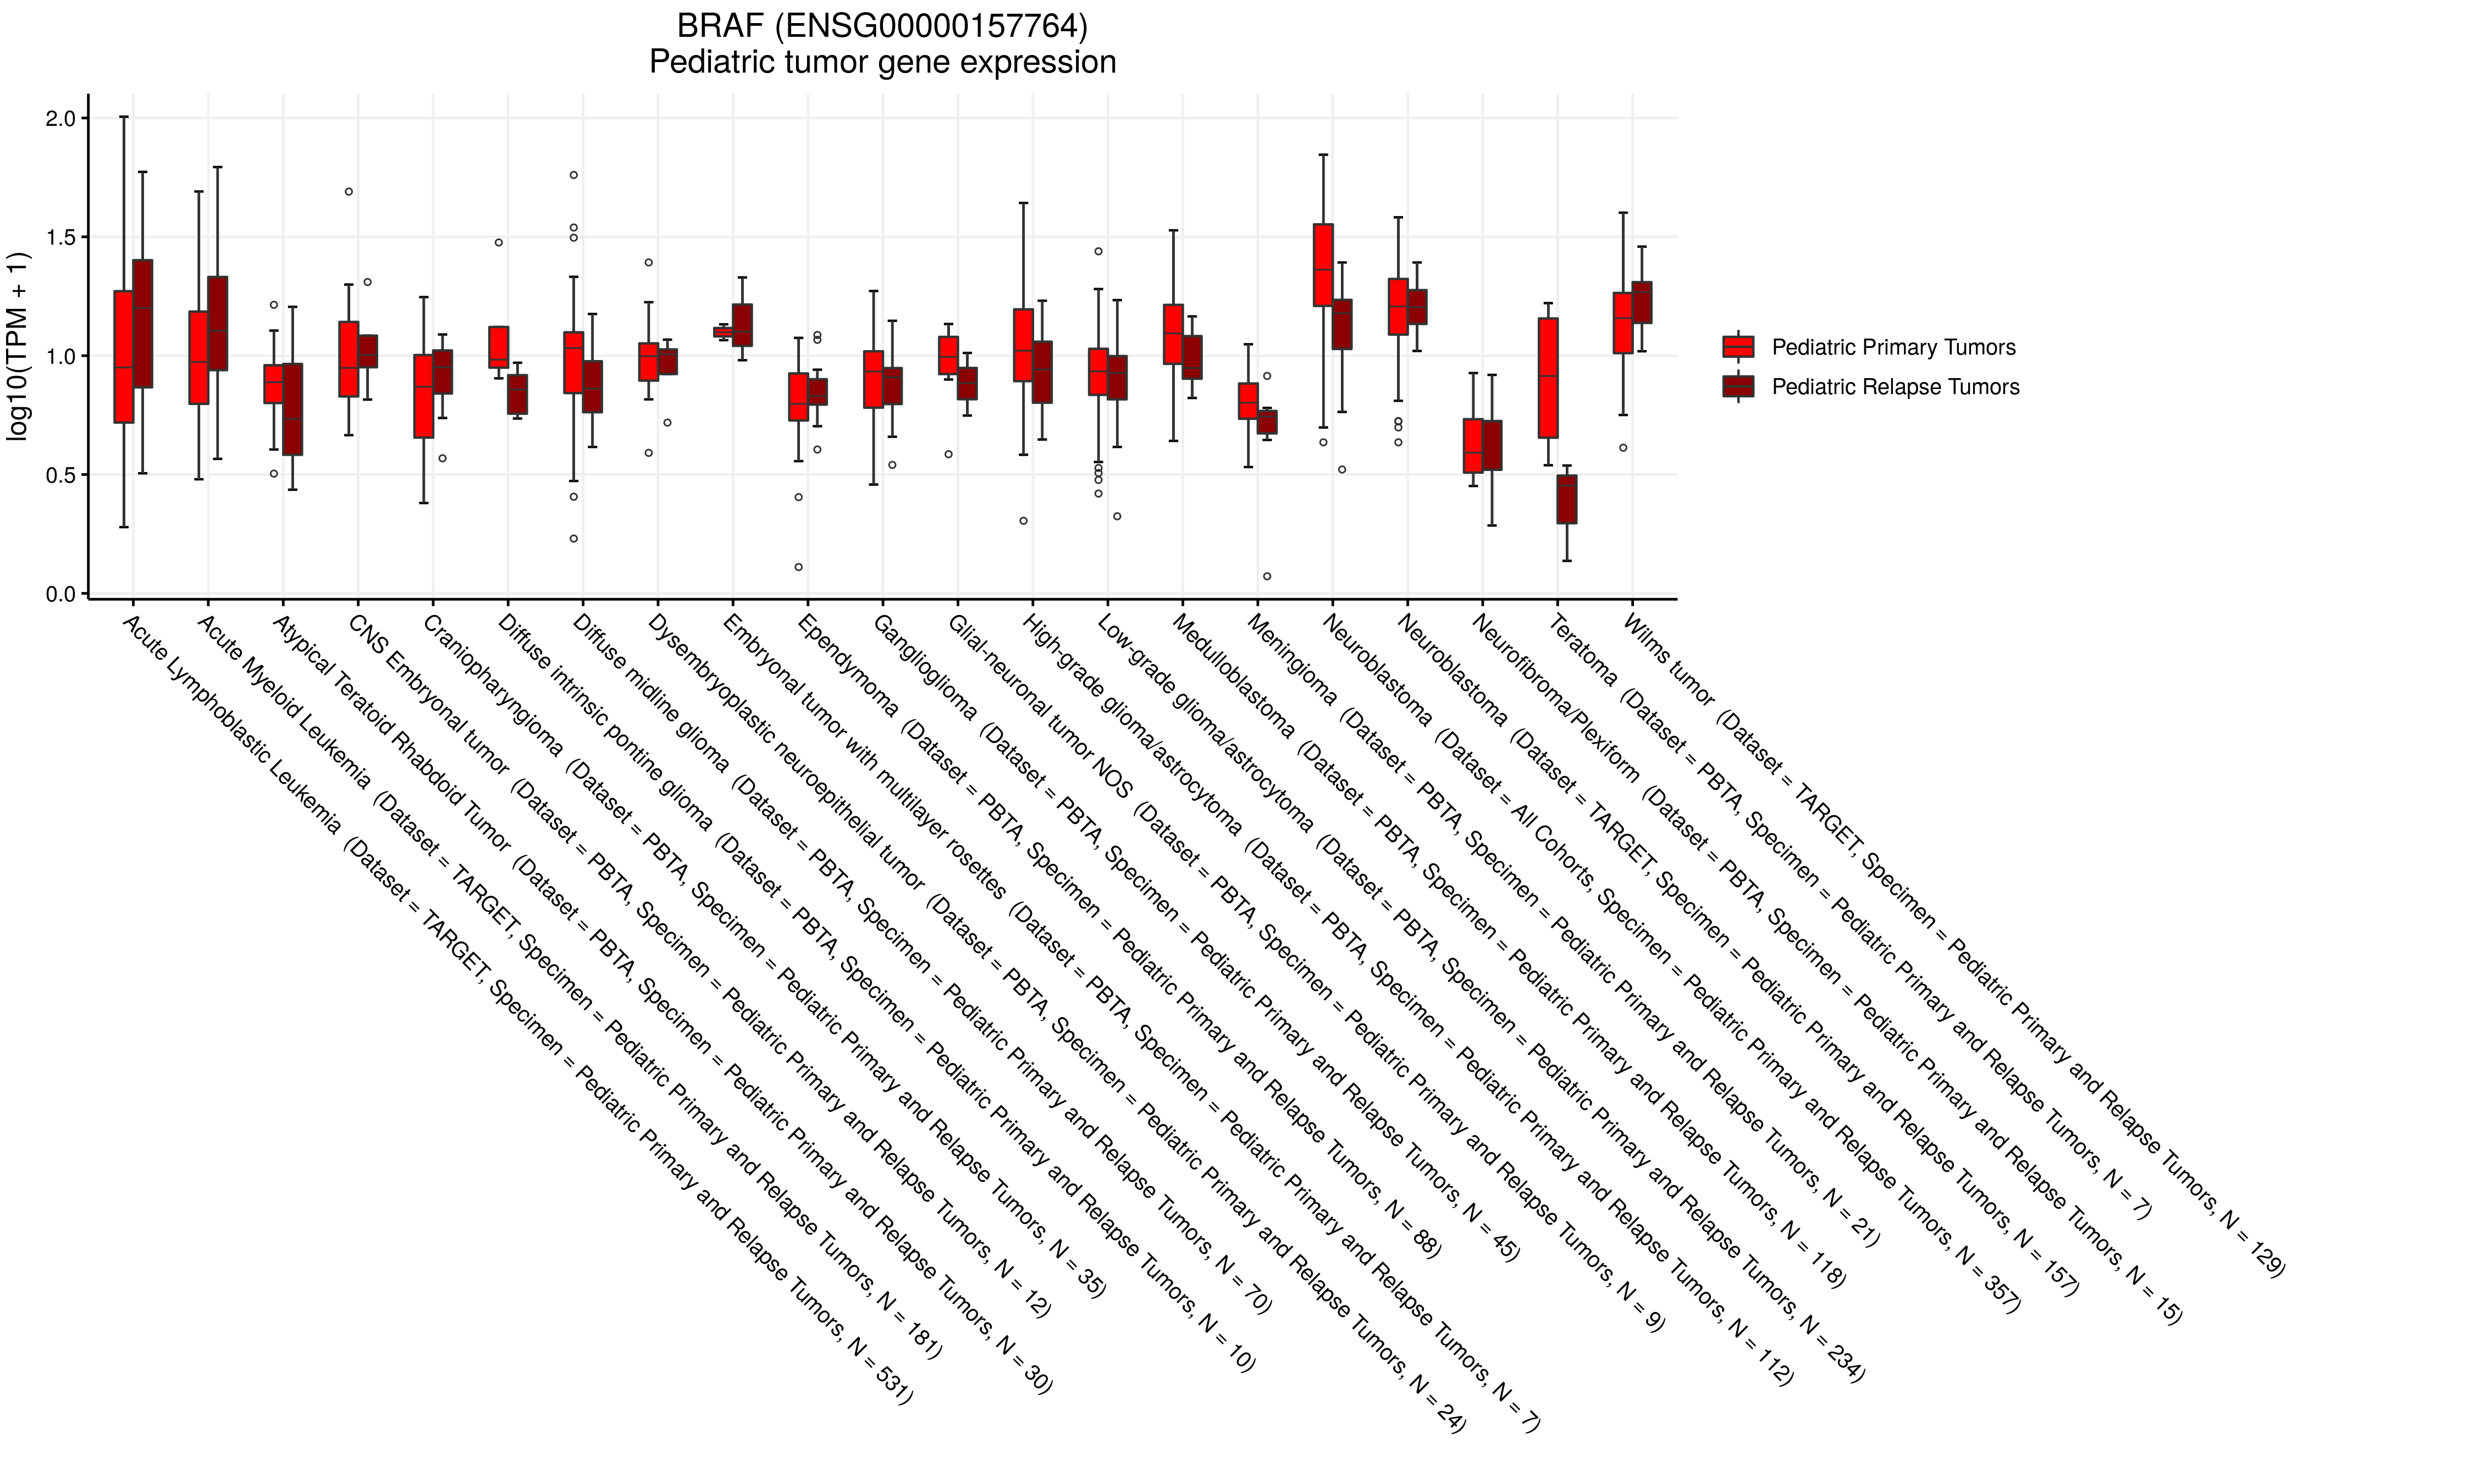 BRAF (ENSG00000157764)
Pediatric tumor gene expression
log10(TPM + 1)
2.0
1.5
1.0
0.5
0.0
Pediatric Primary Tumors
Pediatric Relapse Tumors
Acute Lymphoblastic Leukemia (Dataset = TARGET, Specimen = Pediatric Primary and Relapse Tumors, N = 531)
Acute Myeloid Leukemia (Dataset = TARGET, Specimen = Pediatric Primary and Relapse Tumors, N = 181)
Atypical Teratoid Rhabdoid Tumor (Dataset = PBTA, Specimen = Pediatric Primary and Relapse Tumors, N = 30)
CNS Embryonal tumor (Dataset = PBTA, Specimen = Pediatric Primary and Relapse Tumors, N = 12)
Craniopharyngioma (Dataset = PBTA, Specimen = Pediatric Primary and Relapse Tumors, N = 35)
Diffuse intrinsic pontine glioma (Dataset = PBTA, Specimen = Pediatric Primary and Relapse Tumors, N = 10)
Diffuse midline glioma (Dataset = PBTA, Specimen = Pediatric Primary and Relapse Tumors, N = 70)
Dysembryoplastic neuroepithelial tumor (Dataset = PBTA, Specimen = Pediatric Primary and Relapse Tumors, N = 24)
Embryonal tumor with multilayer rosettes (Dataset = PBTA, Specimen = Pediatric Primary and Relapse Tumors, N = 7)
Ependymoma (Dataset = PBTA, Specimen = Pediatric Primary and Relapse Tumors, N = 88)
Ganglioglioma (Dataset = PBTA, Specimen = Pediatric Primary and Relapse Tumors, N = 45)
Glial-neuronal tumor NOS (Dataset = PBTA, Specimen = Pediatric Primary and Relapse Tumors, N = 9)
High-grade glioma/astrocytoma (Dataset = PBTA, Specimen = Pediatric Primary and Relapse Tumors, N = 112)
Low-grade glioma/astrocytoma (Dataset = PBTA, Specimen = Pediatric Primary and Relapse Tumors, N = 234)
Medulloblastoma (Dataset = PBTA, Specimen = Pediatric Primary and Relapse Tumors, N = 118)
Meningioma (Dataset = PBTA, Specimen = Pediatric Primary and Relapse Tumors, N = 21)
Neuroblastoma (Dataset = All Cohorts, Specimen = Pediatric Primary and Relapse Tumors, N = 357)
Neuroblastoma (Dataset = TARGET, Specimen = Pediatric Primary and Relapse Tumors, N = 157)
Neurofibroma/Plexiform (Dataset = PBTA, Specimen = Pediatric Primary and Relapse Tumors, N = 15)
Teratoma (Dataset = PBTA, Specimen = Pediatric Primary and Relapse Tumors, N = 7)
Wilms tumor (Dataset = TARGET, Specimen = Pediatric Primary and Relapse Tumors, N = 129)